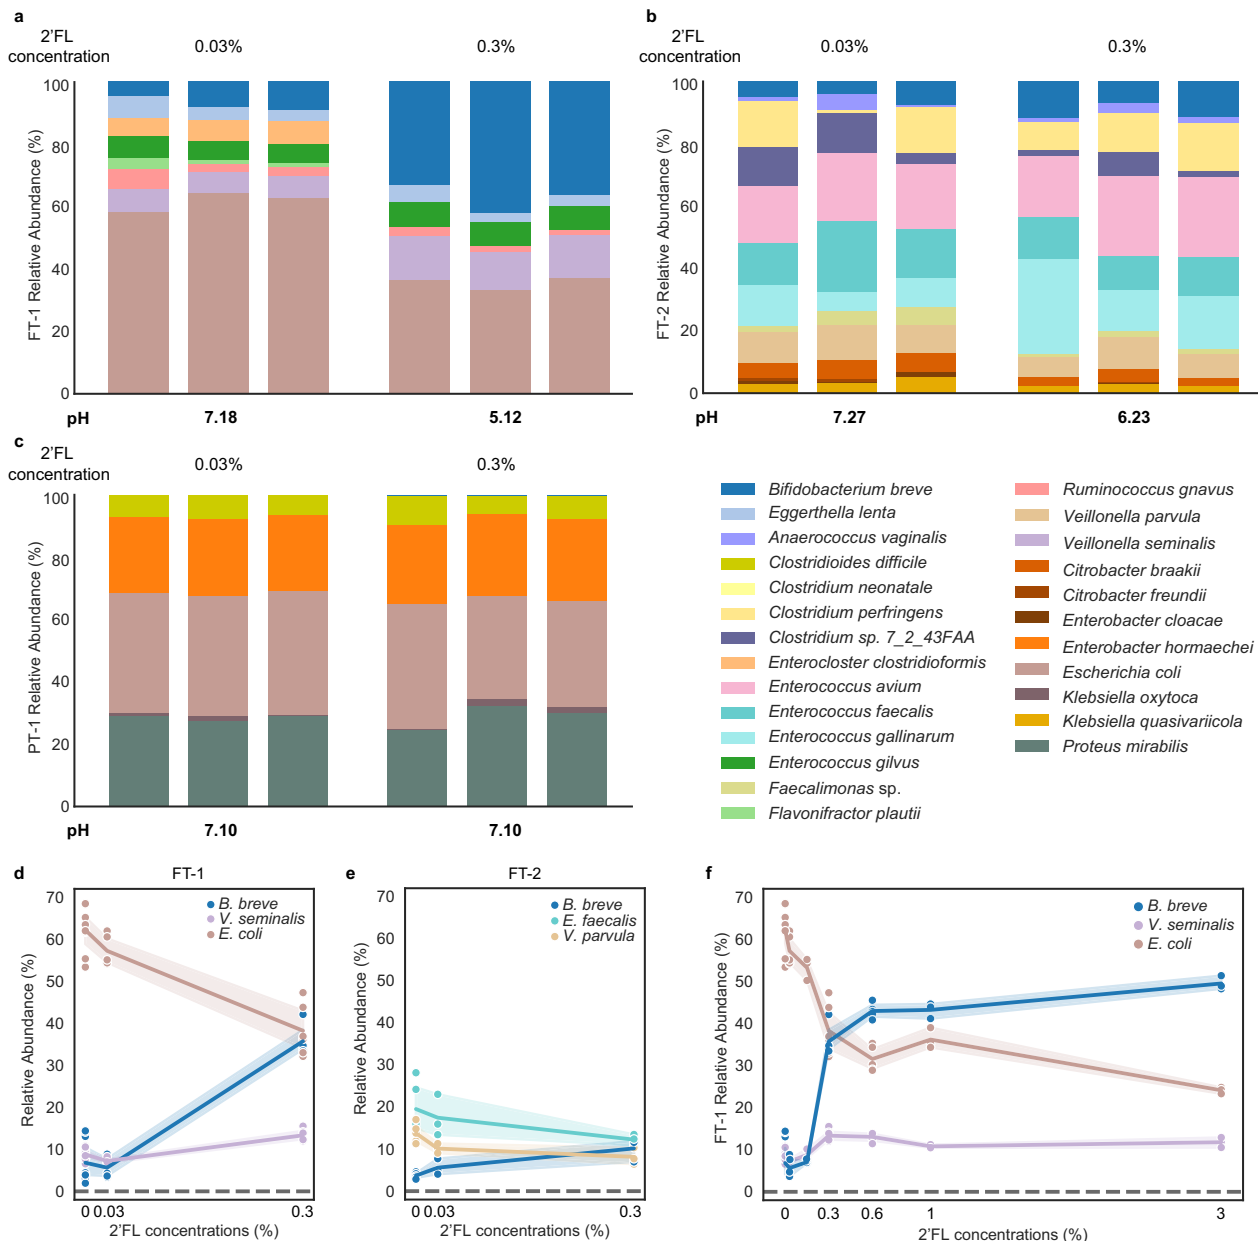 a
2'FL
concentration
0.03%
0.3%
FT-1 Relative Abundance (%)
100
80
60
40
20
0
pH
7.18
5.12
b
2'FL
concentration
0.03%
0.3%
FT-2 Relative Abundance (%)
100
80
60
40
20
0
pH
7.27
6.23
c
2'FL
concentration
0.03%
0.3%
PT-1 Relative Abundance (%)
100
80
60
40
20
0
pH
7.10
7.10
Bifidobacterium breve
Eggerthella lenta
Anaerococcus vaginalis
Clostridioides difficile
Clostridium neonatale
Clostridium perfringens
Clostridium sp. 7_2_43FAA
Enterocloster clostridioformis
Enterococcus avium
Enterococcus faecalis
Enterococcus gallinarum
Enterococcus gilvus
Faecalimonas sp.
Flavonifractor plautii
Ruminococcus gnavus
Veillonella parvula
Veillonella seminalis
Citrobacter braakii
Citrobacter freundii
Enterobacter cloacae
Enterobacter hormaechei
Escherichia coli
Klebsiella oxytoca
Klebsiella quasivariicola
Proteus mirabilis
d
FT-1
Relative Abundance (%)
70
60
50
40
30
20
10
0
B. breve
V. seminalis
E. coli
0 0.03 0.3
2'FL concentrations (%)
e
FT-2
Relative Abundance (%)
70
60
50
40
30
20
10
0
B. breve
E. faecalis
V. parvula
0 0.03 0.3
2'FL concentrations (%)
f
FT-1 Relative Abundance (%)
70
60
50
40
30
20
10
0
B. breve
V. seminalis
E. coli
0 0.3 0.6 1 3
2'FL concentrations (%)